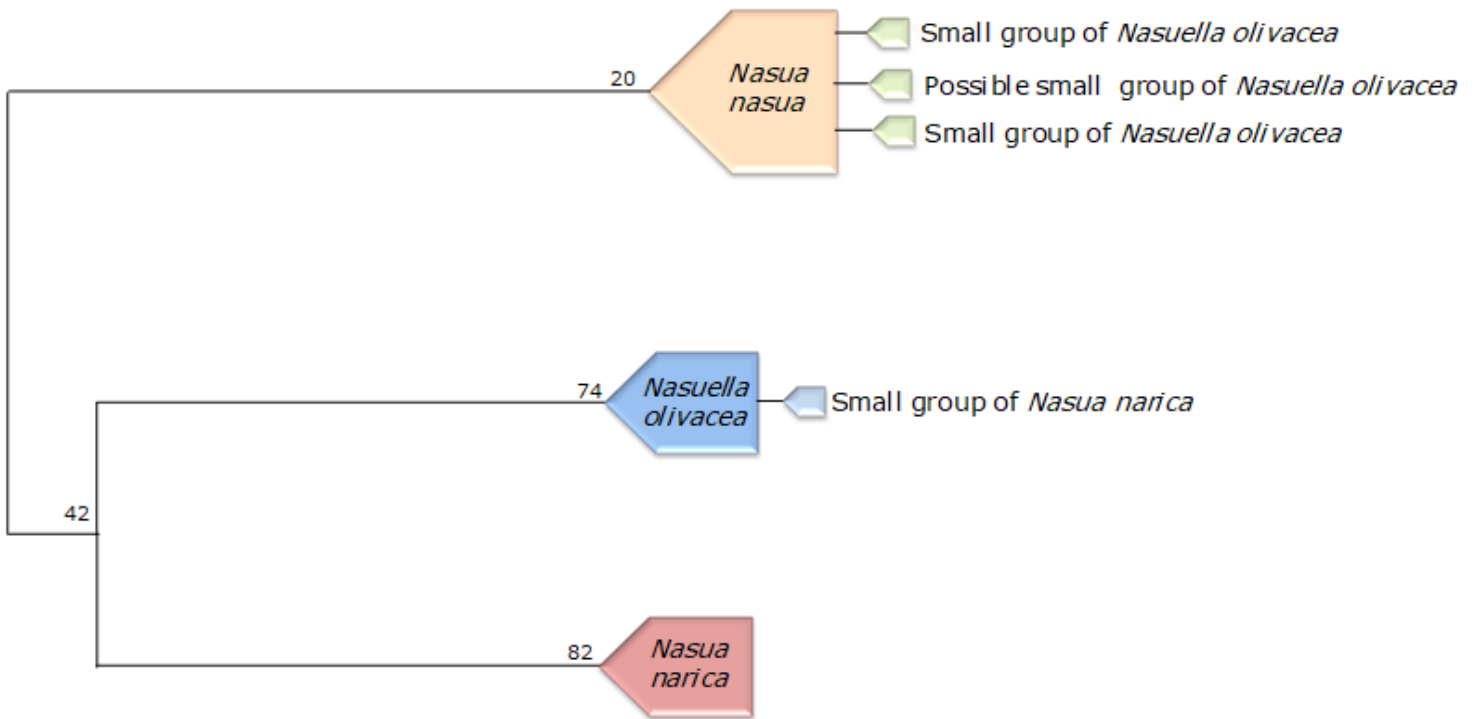 Small group of Nasuella olivacea
20
Nasua
nasua
Possible small group of Nasuella olivacea
Small group of Nasuella olivacea
74
Nasuella
olivacea
Small group of Nasua narica
42
82
Nasua
narica